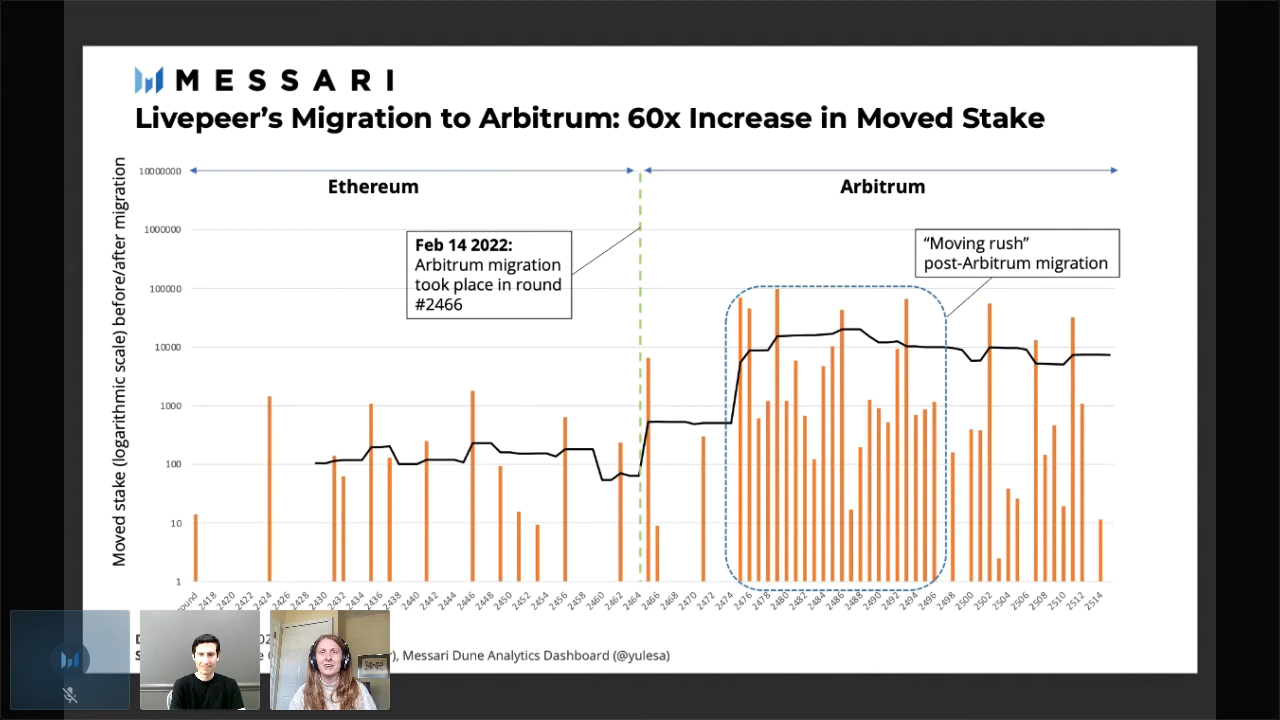 MESSARI
Livepeer’s Migration to Arbitrum: 60x Increase in Moved Stake
Moved stake (logarithmic scale) before/after migration
10000000
1000000
100000
10000
1000
100
10
1
Ethereum
Arbitrum
Feb 14 2022:
Arbitrum migration
took place in round
#2466
“Moving rush”
post-Arbitrum migration
2418 2420 2422 2424 2426 2428 2430 2432 2434 2436 2438 2440 2442 2444 2446 2448 2450 2452 2454 2456 2458 2460 2462 2464 2466 2468 2470 2472 2474 2476 2478 2480 2482 2484 2486 2488 2490 2492 2494 2496 2498 2500 2502 2504 2506 2508 2510 2512 2514
), Messari Dune Analytics Dashboard (@yulesa)